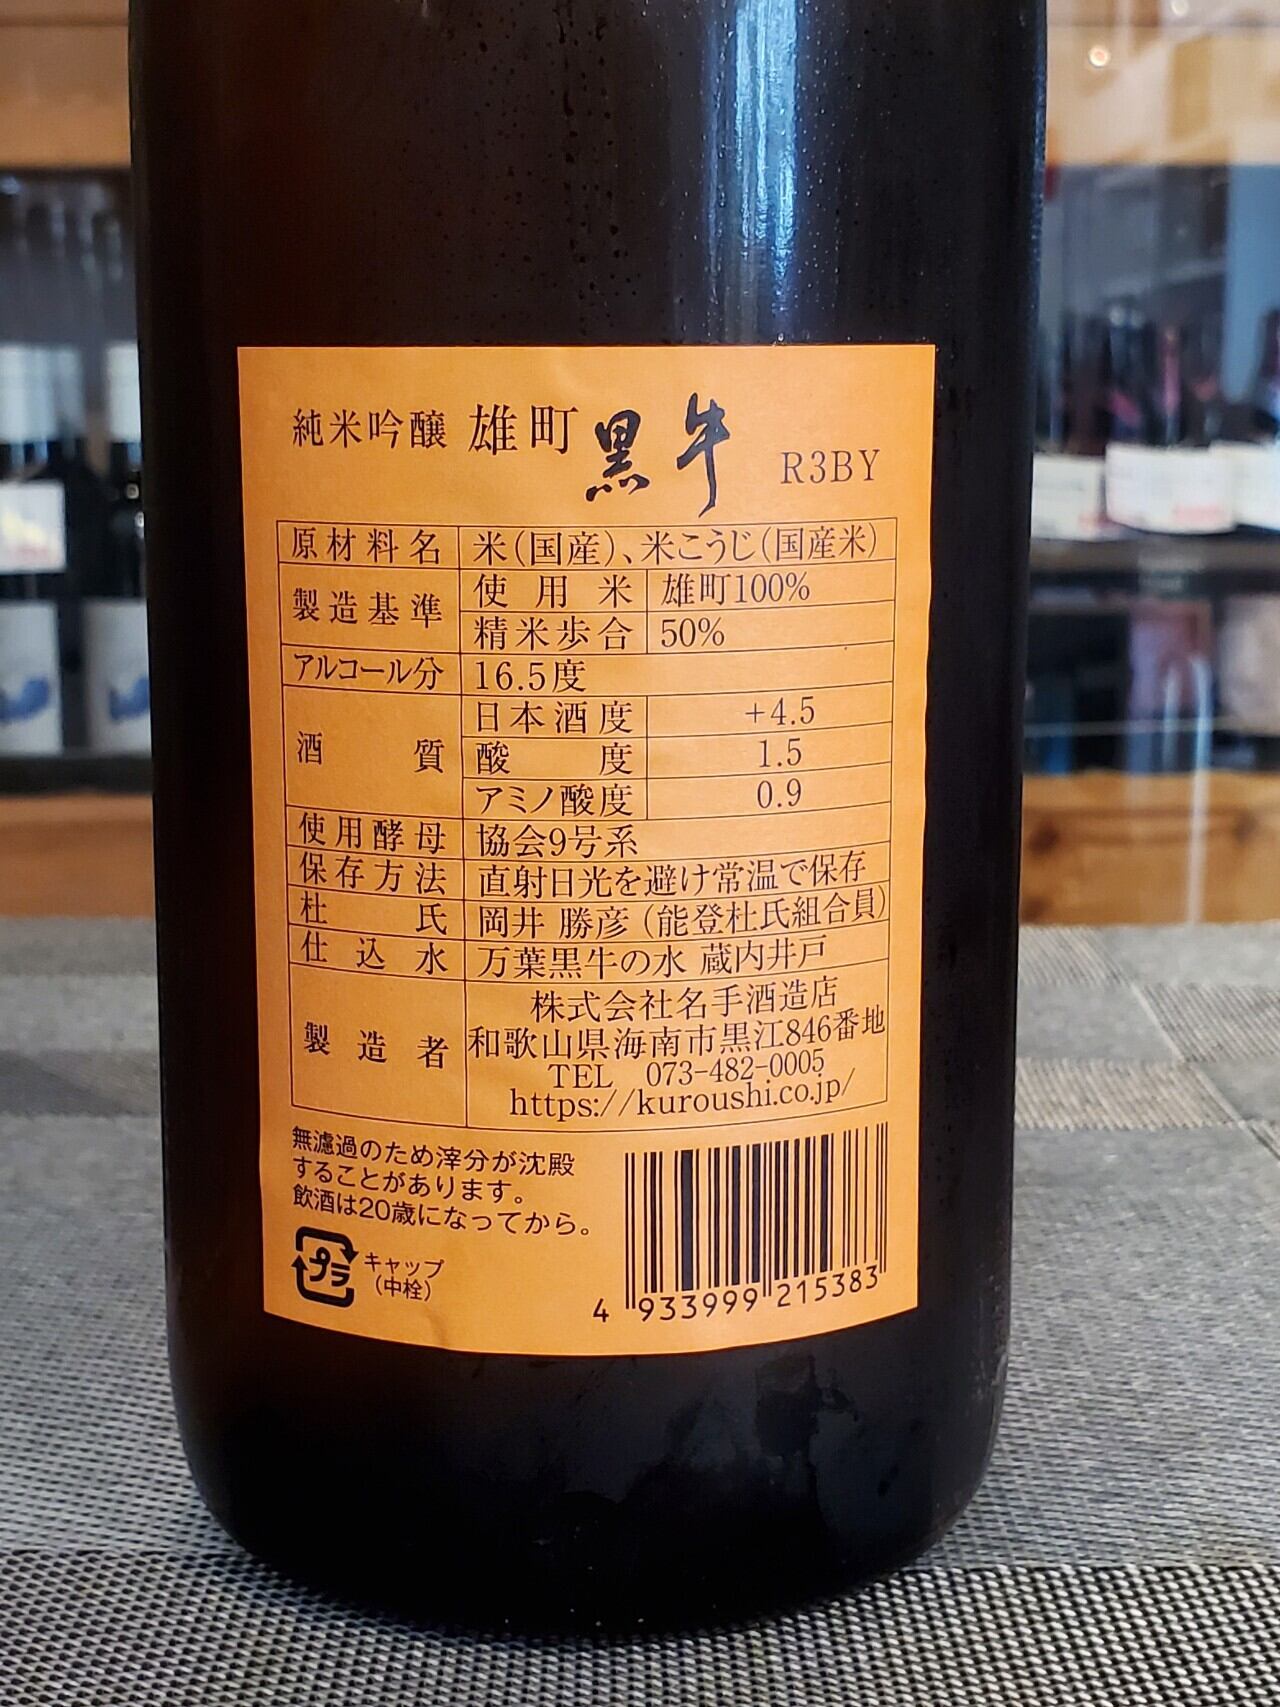 純米吟醸 雄町 黒牛 R3BY
原材料名 米(国産)、米こうじ(国産米)
製造基準 使用米 雄町100%
精米歩合 50%
アルコール分 16.5度
酒質 日本酒度 +4.5
酸度 1.5
アミノ酸度 0.9
使用酵母 協会9号系
保存方法 直射日光を避け常温で保存
杜氏 岡井 勝彦(能登杜氏組合員)
仕込水 万葉黒牛の水 蔵内井戸
製造者 株式会社名手酒造店
和歌山県海南市黒江846番地
TEL 073-482-0005
https://kuroushi.co.jp/
無濾過のため滓分が沈殿
することがあります。
飲酒は20歳になってから。
プラ キャップ
(中栓)
4 933999 215383